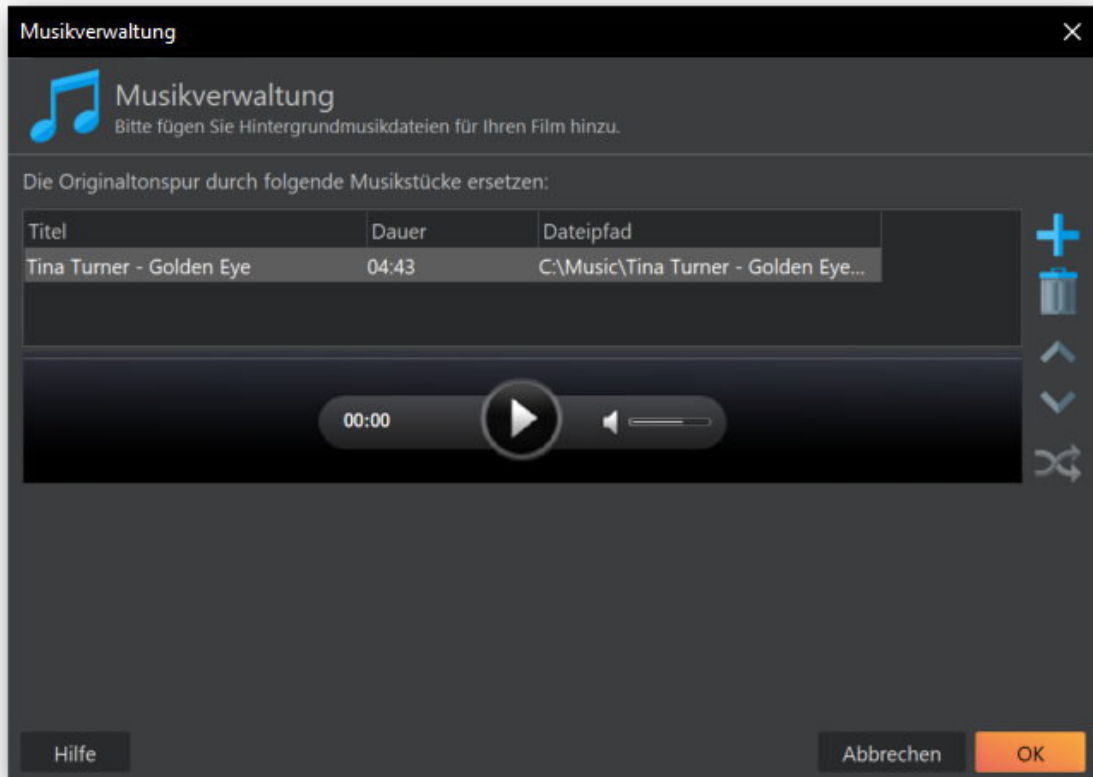 Musikverwaltung
Musikverwaltung
Bitte fügen Sie Hintergrundmusikdateien für Ihren Film hinzu.
Die Originaltonspur durch folgende Musikstücke ersetzen:
Titel Dauer Dateipfad
Tina Turner - Golden Eye 04:43 C:\Music\Tina Turner - Golden Eye...
00:00
Hilfe Abbrechen OK